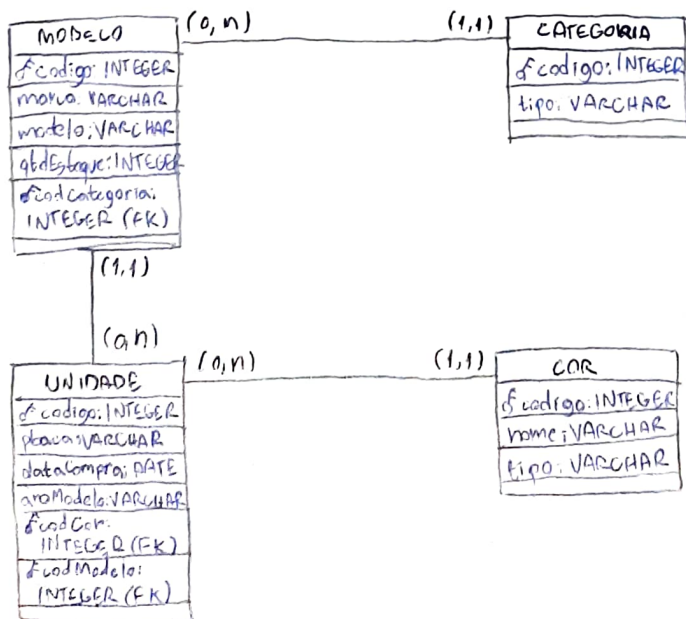 MODELO
codigo: INTEGER
marca: VARCHAR
modelo: VARCHAR
qtdEstoque: INTEGER
codCategoria:
INTEGER (FK)
(0,n)
(1,1)
CATEGORIA
codigo: INTEGER
tipo: VARCHAR
(1,1)
(0,n)
UNIDADE
codigo: INTEGER
placa: VARCHAR
dataCompra: DATE
anoModelo: VARCHAR
codCor:
INTEGER (FK)
codModelo:
INTEGER (FK)
(0,n)
(1,1)
COR
codigo: INTEGER
nome: VARCHAR
tipo: VARCHAR